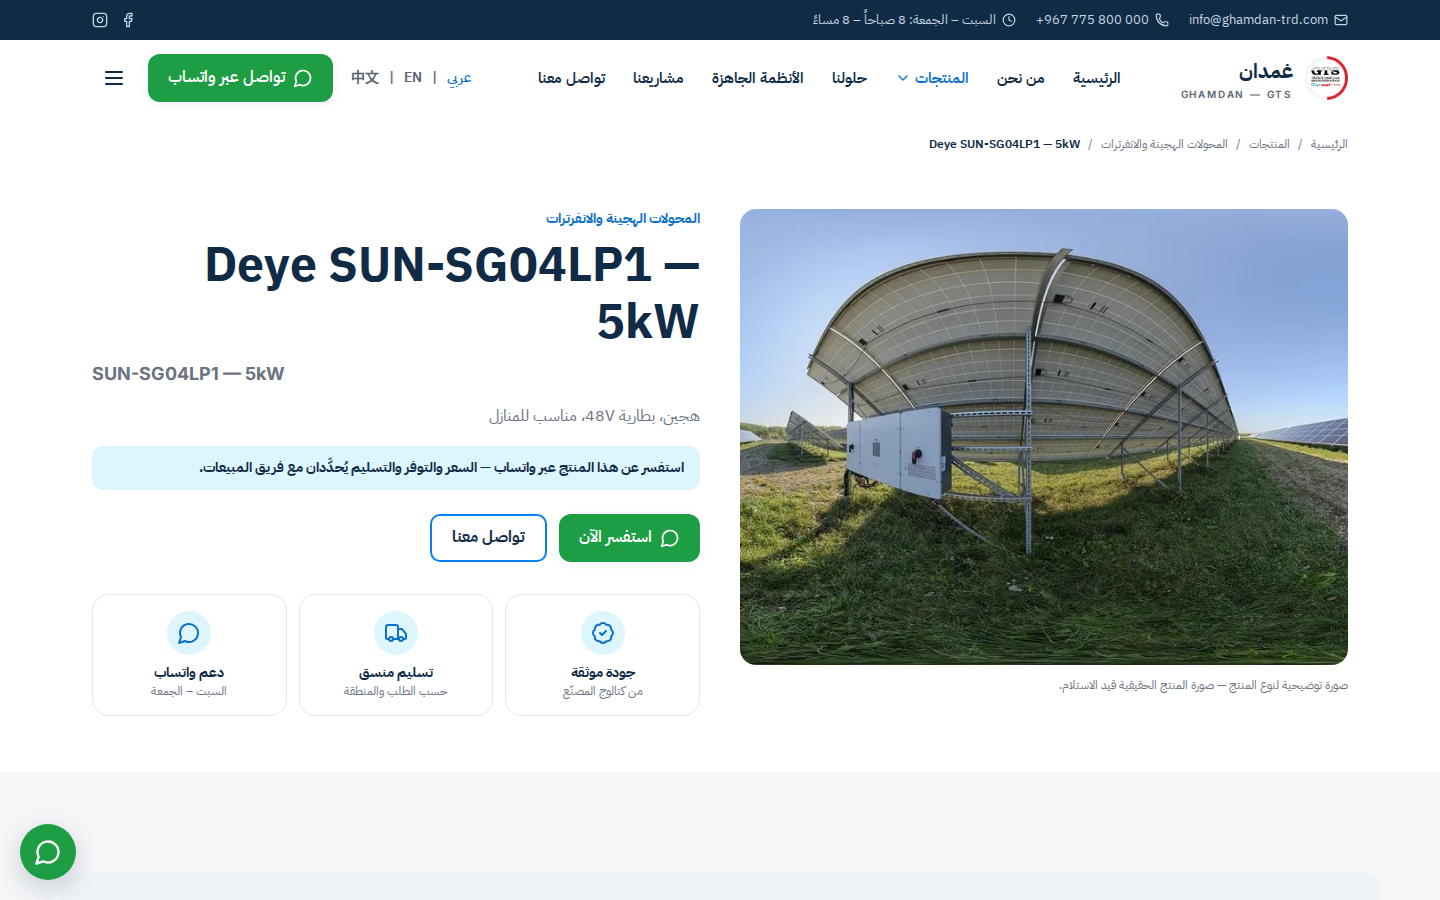 info@ghamdan-trd.com
+967 775 800 000
السبت – الجمعة: 8 صباحاً – 8 مساءً
غمدان
GHAMDAN — GTS
GTS
الرئيسية
من نحن
المنتجات
حلولنا
الأنظمة الجاهزة
مشاريعنا
تواصل معنا
عربي | EN | 中文
تواصل عبر واتساب
الرئيسية / المنتجات / المحولات الهجينة والانفرترات / Deye SUN-SG04LP1 — 5kW
المحولات الهجينة والانفرترات
Deye SUN-SG04LP1 —
5kW
SUN-SG04LP1 — 5kW
هجين، بطارية 48V، مناسب للمنازل
استفسر عن هذا المنتج عبر واتساب — السعر والتوفر والتسليم يُحدَّدان مع فريق المبيعات.
استفسر الآن
تواصل معنا
جودة موثقة
من كتالوج المصنّع
تسليم منسق
حسب الطلب والمنطقة
دعم واتساب
السبت – الجمعة
صورة توضيحية لنوع المنتج — صورة المنتج الحقيقية قيد الاستلام.